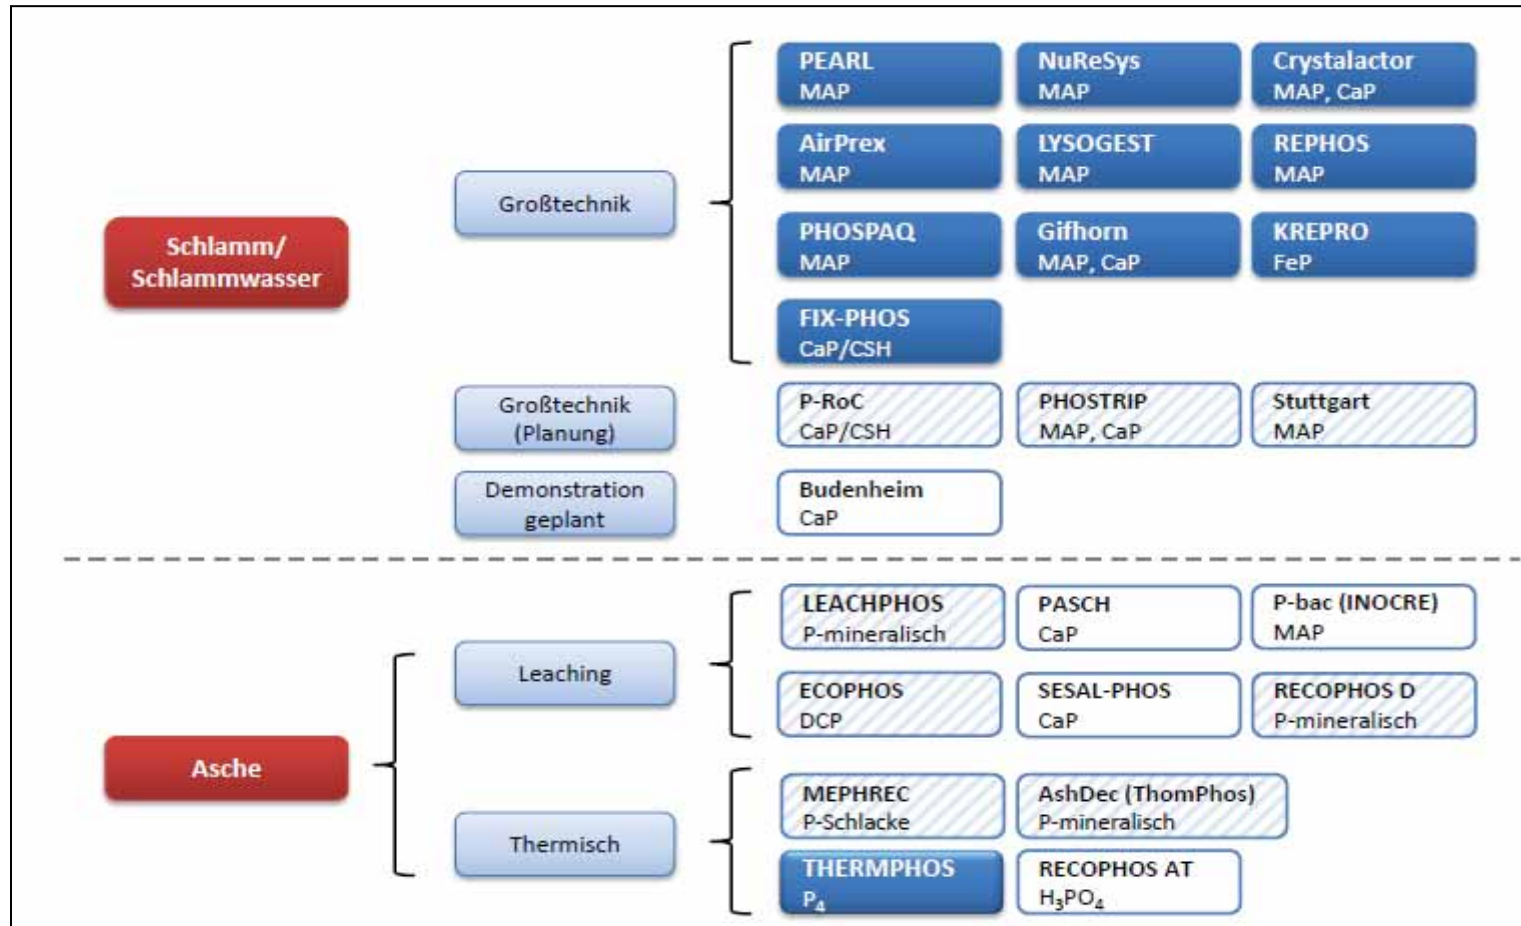 PEARL
MAP
NuReSys
MAP
Crystalactor
MAP, CaP
AirPrex
MAP
LYSOGEST
MAP
REPHOS
MAP
Großtechnik
Schlamm/
Schlammwasser
PHOSPAQ
MAP
Gifhorn
MAP, CaP
KREPRO
FeP
FIX-PHOS
CaP/CSH
Großtechnik
(Planung)
P-RoC
CaP/CSH
PHOSTRIP
MAP, CaP
Stuttgart
MAP
Demonstration
geplant
Budenheim
CaP
LEACHPHOS
P-mineralisch
PASCH
CaP
P-bac (INOCRE)
MAP
Leaching
ECOPHOS
DCP
SESAL-PHOS
CaP
RECOPHOS D
P-mineralisch
Asche
MEPHREC
P-Schlacke
AshDec (ThomPhos)
P-mineralisch
Thermisch
THERMPHOS
P₄
RECOPHOS AT
H₃PO₄